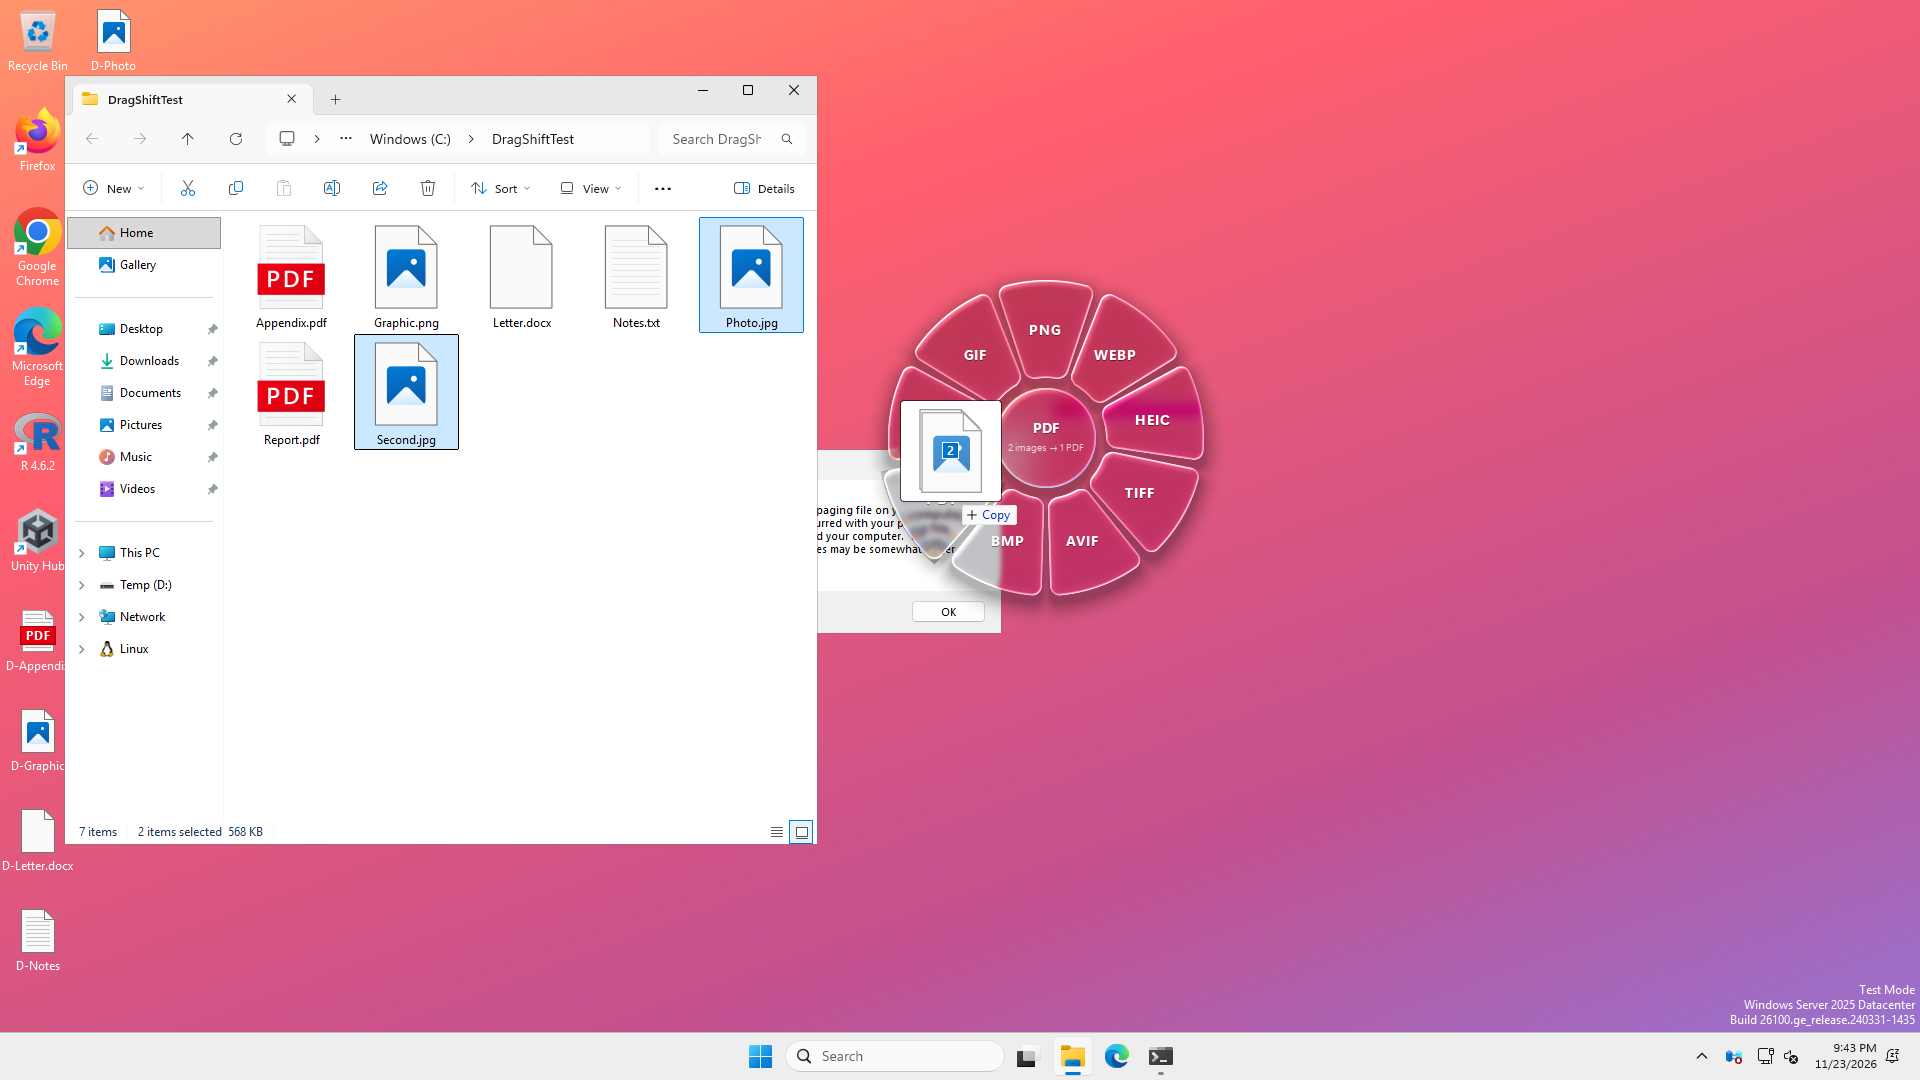 Recycle Bin
D-Photo
Firefox
Google
Chrome
Microsoft
Edge
R 4.6.2
Unity Hub
PDF
D-Appendi
D-Graphic
D-Letter.docx
D-Notes
DragShiftTest
Windows (C:)
DragShiftTest
Search DragSh
New
Sort
View
Details
Home
Gallery
Desktop
Downloads
Documents
Pictures
Music
Videos
This PC
Temp (D:)
Network
Linux
PDF
Appendix.pdf
Graphic.png
Letter.docx
Notes.txt
Photo.jpg
PDF
Report.pdf
Second.jpg
7 items
2 items selected 568 KB
PNG
GIF
WEBP
HEIC
PDF
2 images → 1 PDF
2
TIFF
+ Copy
BMP
AVIF
paging file on
urred with your p
d your computer.
es may be somewhat
OK
Test Mode
Windows Server 2025 Datacenter
Build 26100.ge_release.240331-1435
Search
9:43 PM
11/23/2026